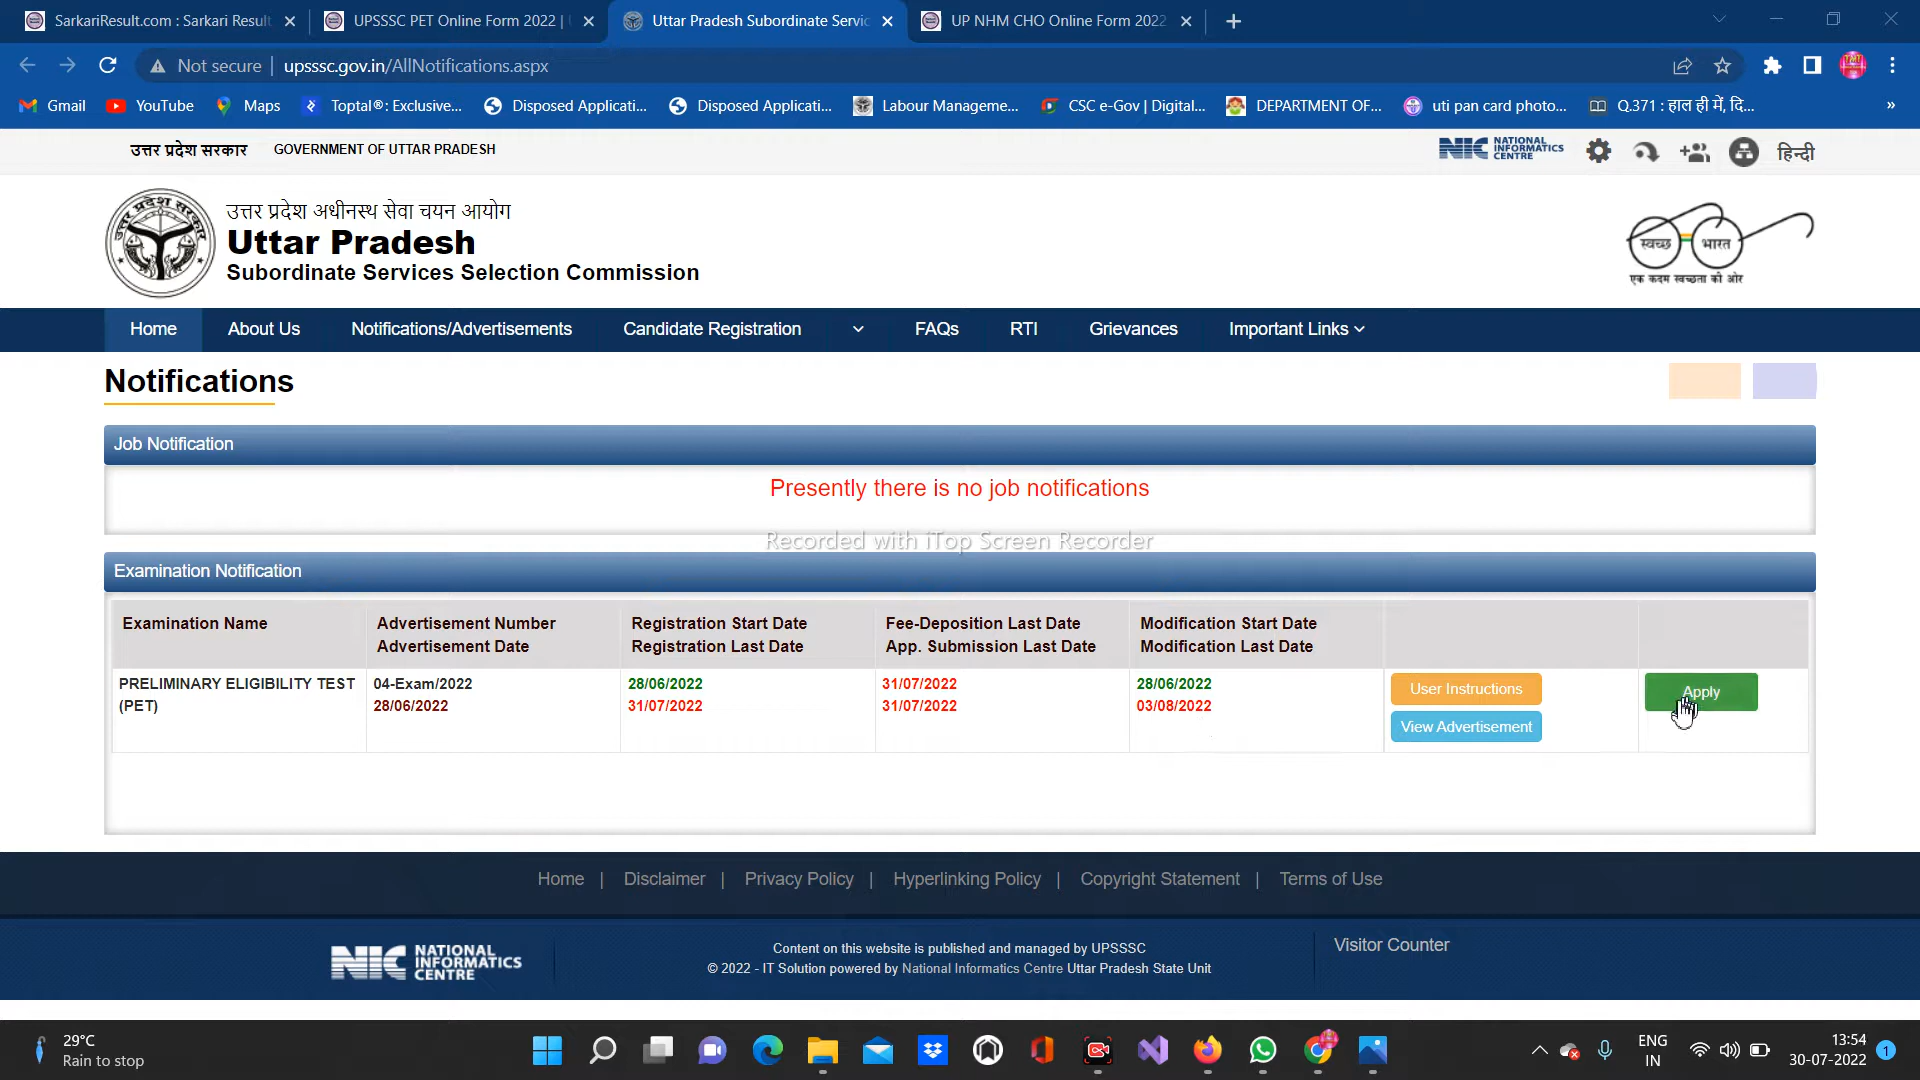 SarkariResult.com : Sarkari Result
UPSSSC PET Online Form 2022 |
Uttar Pradesh Subordinate Servic
UP NHM CHO Online Form 2022
Not secure
upsssc.gov.in/AllNotifications.aspx
Gmail
YouTube
Maps
Toptal®: Exclusive...
Disposed Applicati...
Disposed Applicati...
Labour Manageme...
CSC e-Gov | Digital...
DEPARTMENT OF...
uti pan card photo...
Q.371 : हाल ही में, दि...
»
उत्तर प्रदेश सरकार
GOVERNMENT OF UTTAR PRADESH
NIC NATIONAL
INFORMATICS
CENTRE
हिन्दी
उत्तर प्रदेश अधीनस्थ सेवा चयन आयोग
Uttar Pradesh
Subordinate Services Selection Commission
स्वच्छ भारत
एक कदम स्वच्छता की ओर
Home
About Us
Notifications/Advertisements
Candidate Registration
FAQs
RTI
Grievances
Important Links
Notifications
Job Notification
Presently there is no job notifications
Recorded with iTop Screen Recorder
Examination Notification
Examination Name
Advertisement Number
Advertisement Date
Registration Start Date
Registration Last Date
Fee-Deposition Last Date
App. Submission Last Date
Modification Start Date
Modification Last Date
PRELIMINARY ELIGIBILITY TEST
(PET)
04-Exam/2022
28/06/2022
28/06/2022
31/07/2022
31/07/2022
31/07/2022
28/06/2022
03/08/2022
User Instructions
View Advertisement
Apply
Home | Disclaimer | Privacy Policy | Hyperlinking Policy | Copyright Statement | Terms of Use
NIC NATIONAL
INFORMATICS
CENTRE
Content on this website is published and managed by UPSSSC
© 2022 - IT Solution powered by National Informatics Centre Uttar Pradesh State Unit
Visitor Counter
29°C
Rain to stop
ENG
IN
13:54
30-07-2022
1